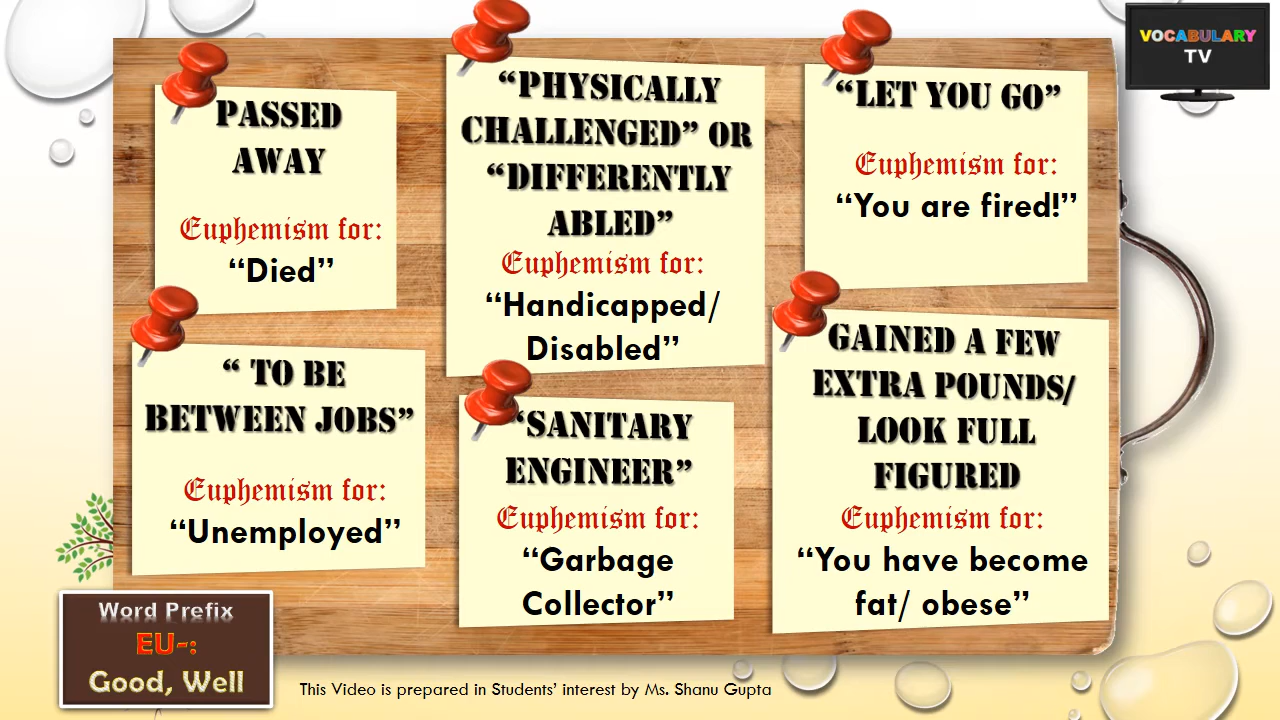 VOCABULARY
TV
PASSED
AWAY
Euphemism for:
“Died”
“PHYSICALLY
CHALLENGED” OR
“DIFFERENTLY
ABLED”
Euphemism for:
“Handicapped/
Disabled”
“LET YOU GO”
Euphemism for:
“You are fired!”
“ TO BE
BETWEEN JOBS”
Euphemism for:
“Unemployed”
“SANITARY
ENGINEER”
Euphemism for:
“Garbage
Collector”
GAINED A FEW
EXTRA POUNDS/
LOOK FULL
FIGURED
Euphemism for:
“You have become
fat/ obese”
Word Prefix
EU-:
Good, Well
This Video is prepared in Students’ interest by Ms. Shanu Gupta